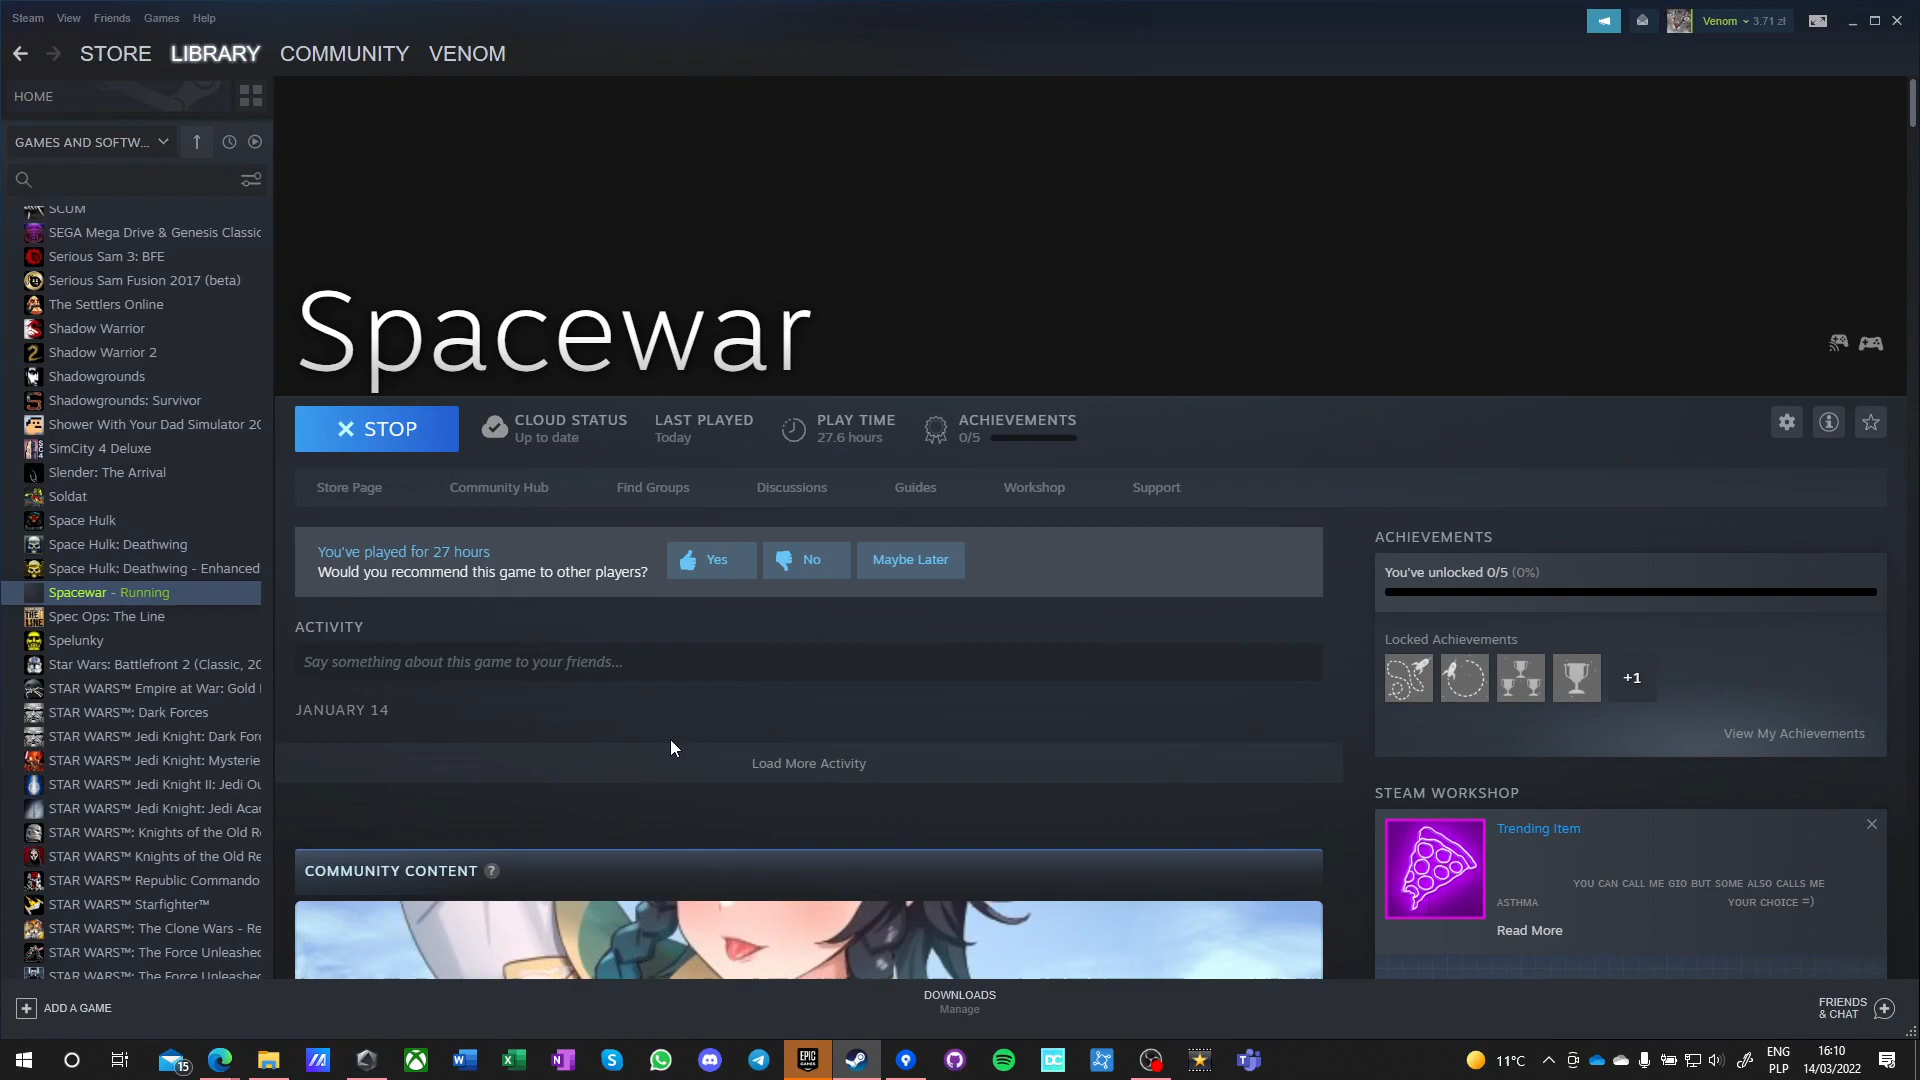 Steam View Friends Games Help
Venom 3.71 zł
STORE LIBRARY COMMUNITY VENOM
HOME
GAMES AND SOFTW...
SCUM
SEGA Mega Drive & Genesis Classic
Serious Sam 3: BFE
Serious Sam Fusion 2017 (beta)
The Settlers Online
Shadow Warrior
Shadow Warrior 2
Shadowgrounds
Shadowgrounds: Survivor
Shower With Your Dad Simulator 20
SimCity 4 Deluxe
Slender: The Arrival
Soldat
Space Hulk
Space Hulk: Deathwing
Space Hulk: Deathwing - Enhanced
Spacewar - Running
Spec Ops: The Line
Spelunky
Star Wars: Battlefront 2 (Classic, 20
STAR WARS™ Empire at War: Gold
STAR WARS™: Dark Forces
STAR WARS™ Jedi Knight: Dark Forc
STAR WARS™ Jedi Knight: Mysterie
STAR WARS™ Jedi Knight II: Jedi Ou
STAR WARS™ Jedi Knight: Jedi Acad
STAR WARS™: Knights of the Old Re
STAR WARS™ Knights of the Old Re
STAR WARS™ Republic Commando
STAR WARS™ Starfighter™
STAR WARS™: The Clone Wars - Re
STAR WARS™: The Force Unleashed
STAR WARS™: The Force Unleashed
ADD A GAME
Spacewar
STOP
CLOUD STATUS
Up to date
LAST PLAYED
Today
PLAY TIME
27.6 hours
ACHIEVEMENTS
0/5
Store Page Community Hub Find Groups Discussions Guides Workshop Support
You've played for 27 hours
Would you recommend this game to other players?
Yes
No
Maybe Later
ACTIVITY
Say something about this game to your friends...
JANUARY 14
Load More Activity
COMMUNITY CONTENT ?
ACHIEVEMENTS
You've unlocked 0/5 (0%)
Locked Achievements
+1
View My Achievements
STEAM WORKSHOP
Trending Item
YOU CAN CALL ME GIO BUT SOME ALSO CALLS ME
ASTHMA YOUR CHOICE =)
Read More
DOWNLOADS
Manage
FRIENDS
& CHAT
15
EPIC
GAMES
DC
11°C
ENG
PLP
16:10
14/03/2022